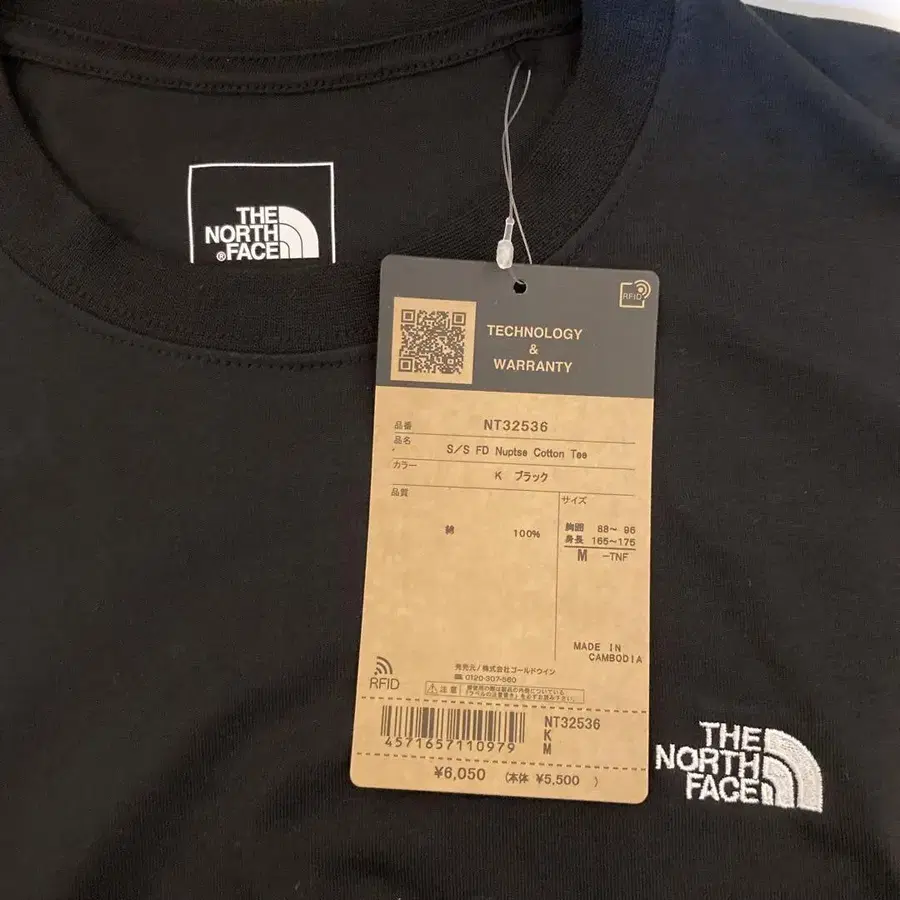 THE
NORTH
®FACE
RFID
TECHNOLOGY
&
WARRANTY
品番 NT32536
品名
S/S FD Nuptse Cotton Tee
カラー
K ブラック
品質
サイズ
綿 100%
胸囲 88~ 96
身長 165~175
M -TNF
MADE IN
CAMBODIA
RFID
発売元/株式会社ゴールドウイン
0120-307-560
注意
4571657110979
NT32536
K
M
¥6,050 (本体 ¥5,500 )
THE
NORTH
FACE